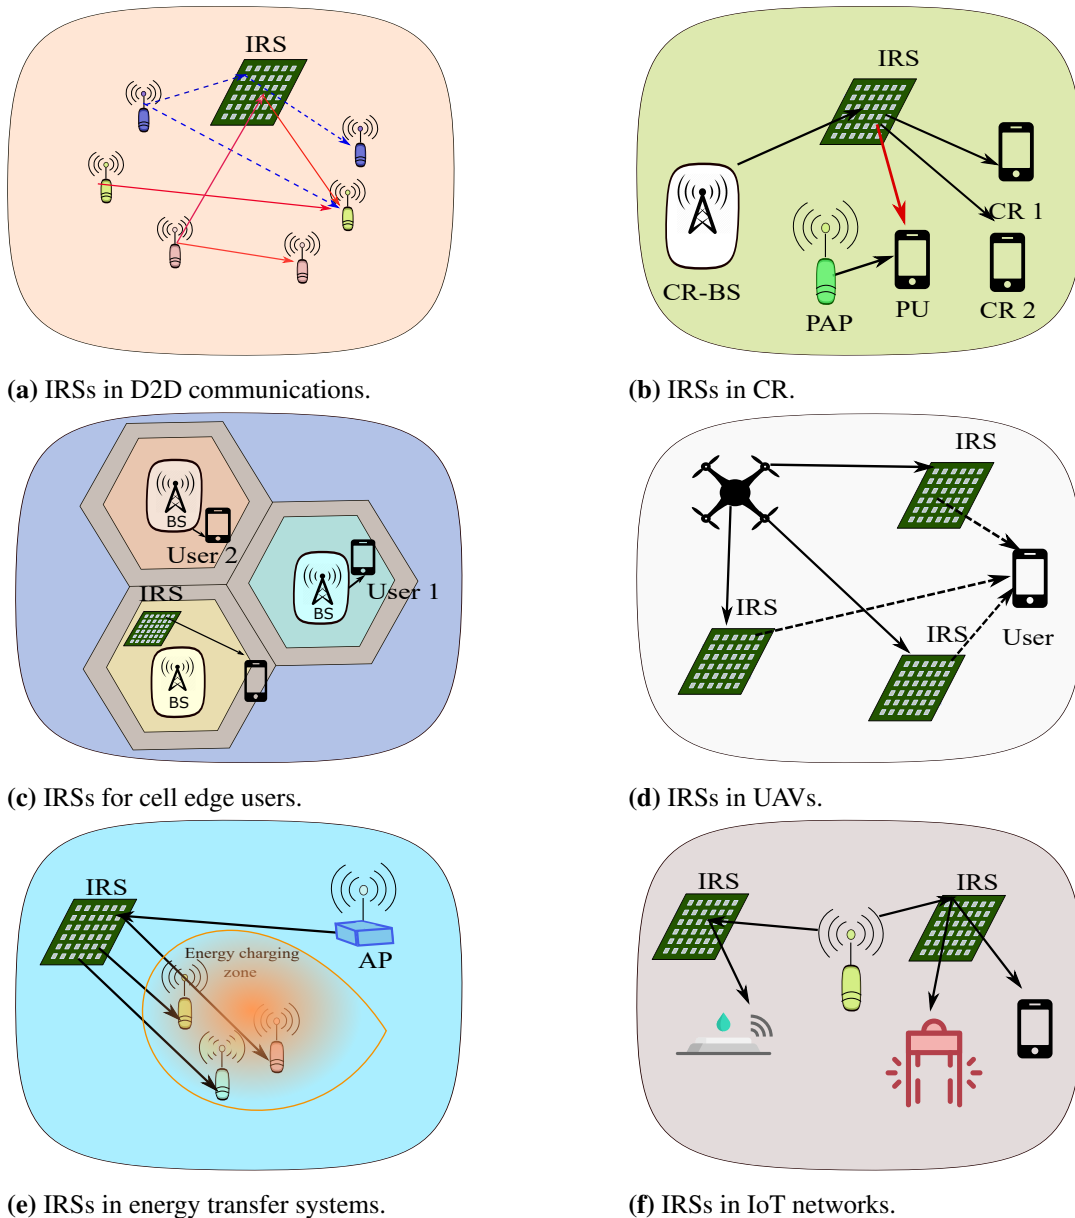 IRS
(a) IRSs in D2D communications.
IRS
CR 1
CR-BS
PAP
PU
CR 2
(b) IRSs in CR.
BS
User 2
User 1
BS
IRS
BS
(c) IRSs for cell edge users.
IRS
IRS
IRS
User
(d) IRSs in UAVs.
IRS
Energy charging
zone
AP
(e) IRSs in energy transfer systems.
IRS
IRS
(f) IRSs in IoT networks.